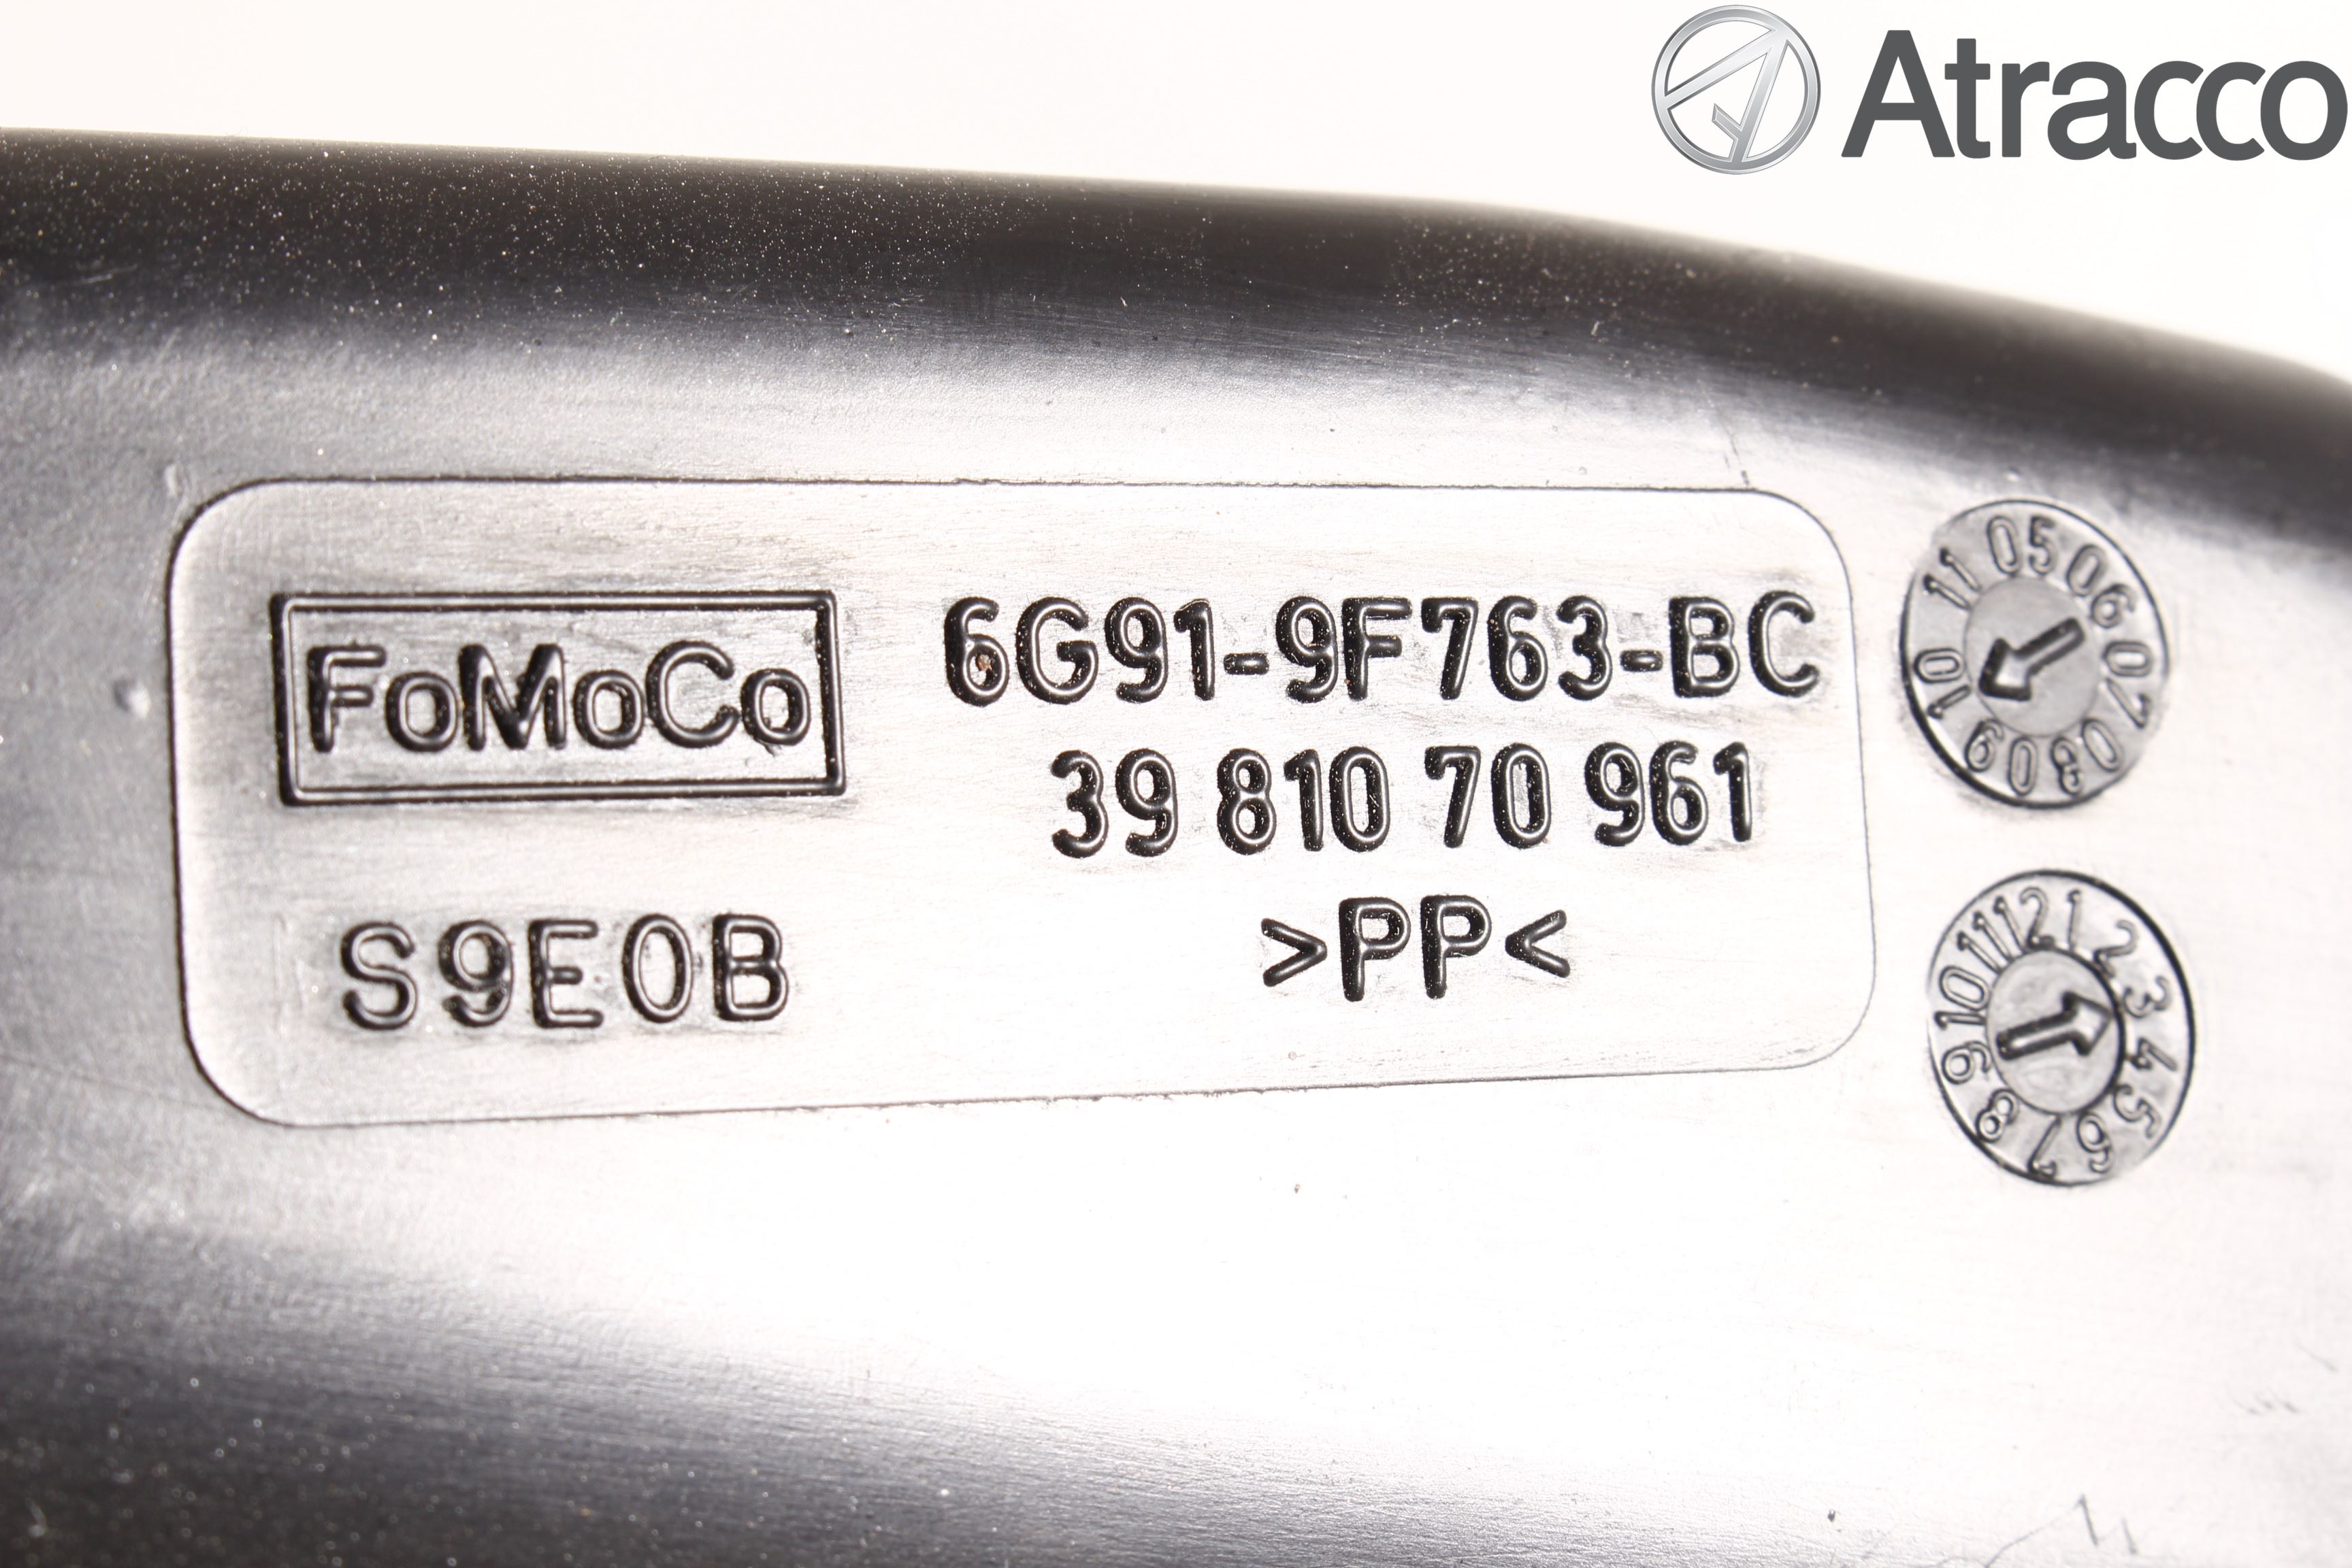 Atracco
FoMoCo
6G91-9F763-BC
39 810 70 961
S9E0B
>PP<
05 06 07 08 09 10 11
1 2 3 4 5 6 7 8 9 10 11 12